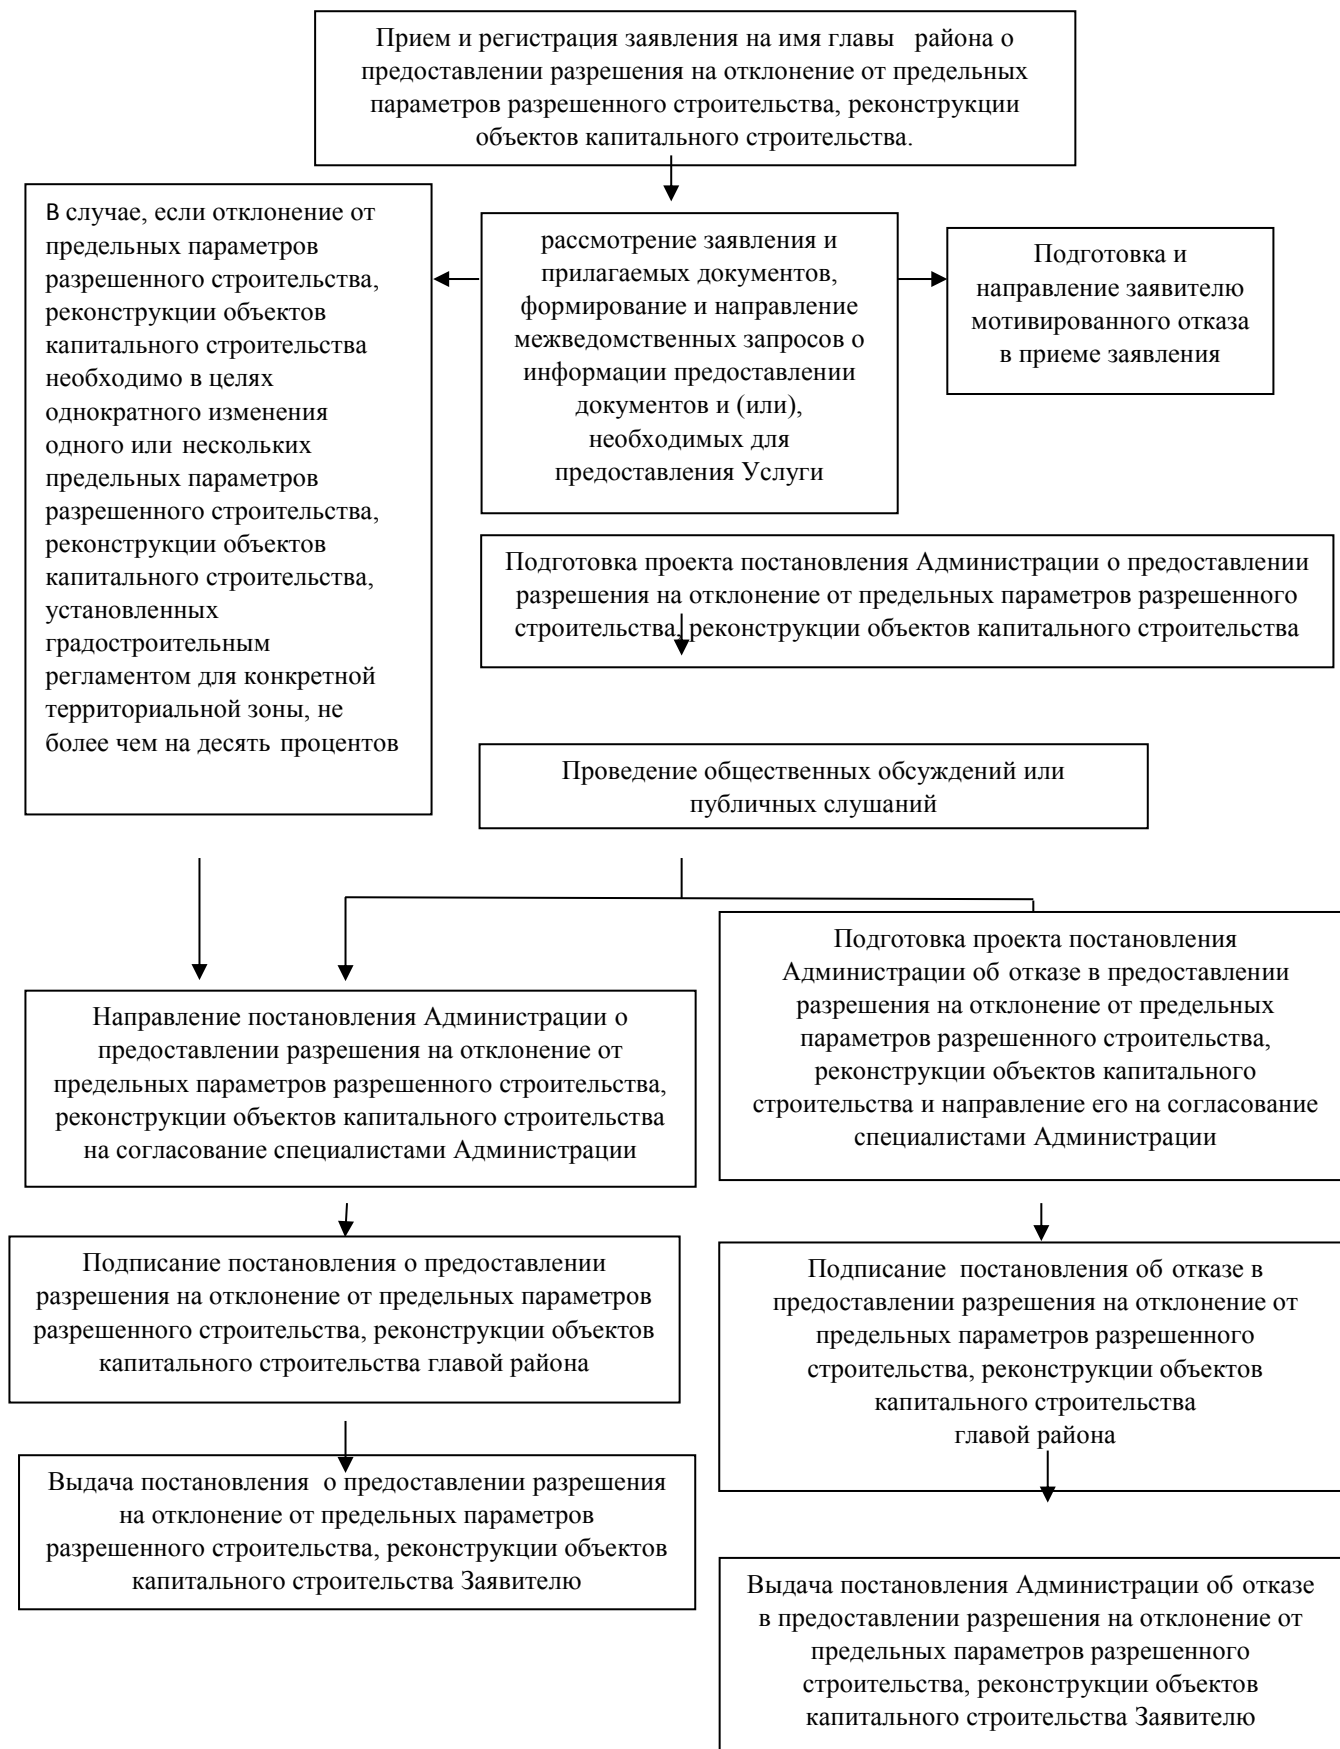 Прием и регистрация заявления на имя главы района о
предоставлении разрешения на отклонение от предельных
параметров разрешенного строительства, реконструкции
объектов капитального строительства.
В случае, если отклонение от
предельных параметров
разрешенного строительства,
реконструкции объектов
капитального строительства
необходимо в целях
однократного изменения
одного или нескольких
предельных параметров
разрешенного строительства,
реконструкции объектов
капитального строительства,
установленных
градостроительным
регламентом для конкретной
территориальной зоны, не
более чем на десять процентов
рассмотрение заявления и
прилагаемых документов,
формирование и направление
межведомственных запросов о
информации предоставлении
документов и (или),
необходимых для
предоставления Услуги
Подготовка и
направление заявителю
мотивированного отказа
в приеме заявления
Подготовка проекта постановления Администрации о предоставлении
разрешения на отклонение от предельных параметров разрешенного
строительства, реконструкции объектов капитального строительства
Проведение общественных обсуждений или
публичных слушаний
Направление постановления Администрации о
предоставлении разрешения на отклонение от
предельных параметров разрешенного строительства,
реконструкции объектов капитального строительства
на согласование специалистами Администрации
Подготовка проекта постановления
Администрации об отказе в предоставлении
разрешения на отклонение от предельных
параметров разрешенного строительства,
реконструкции объектов капитального
строительства и направление его на согласование
специалистами Администрации
Подписание постановления о предоставлении
разрешения на отклонение от предельных параметров
разрешенного строительства, реконструкции объектов
капитального строительства главой района
Подписание постановления об отказе в
предоставлении разрешения на отклонение от
предельных параметров разрешенного
строительства, реконструкции объектов
капитального строительства
главой района
Выдача постановления о предоставлении разрешения
на отклонение от предельных параметров
разрешенного строительства, реконструкции объектов
капитального строительства Заявителю
Выдача постановления Администрации об отказе
в предоставлении разрешения на отклонение от
предельных параметров разрешенного
строительства, реконструкции объектов
капитального строительства Заявителю